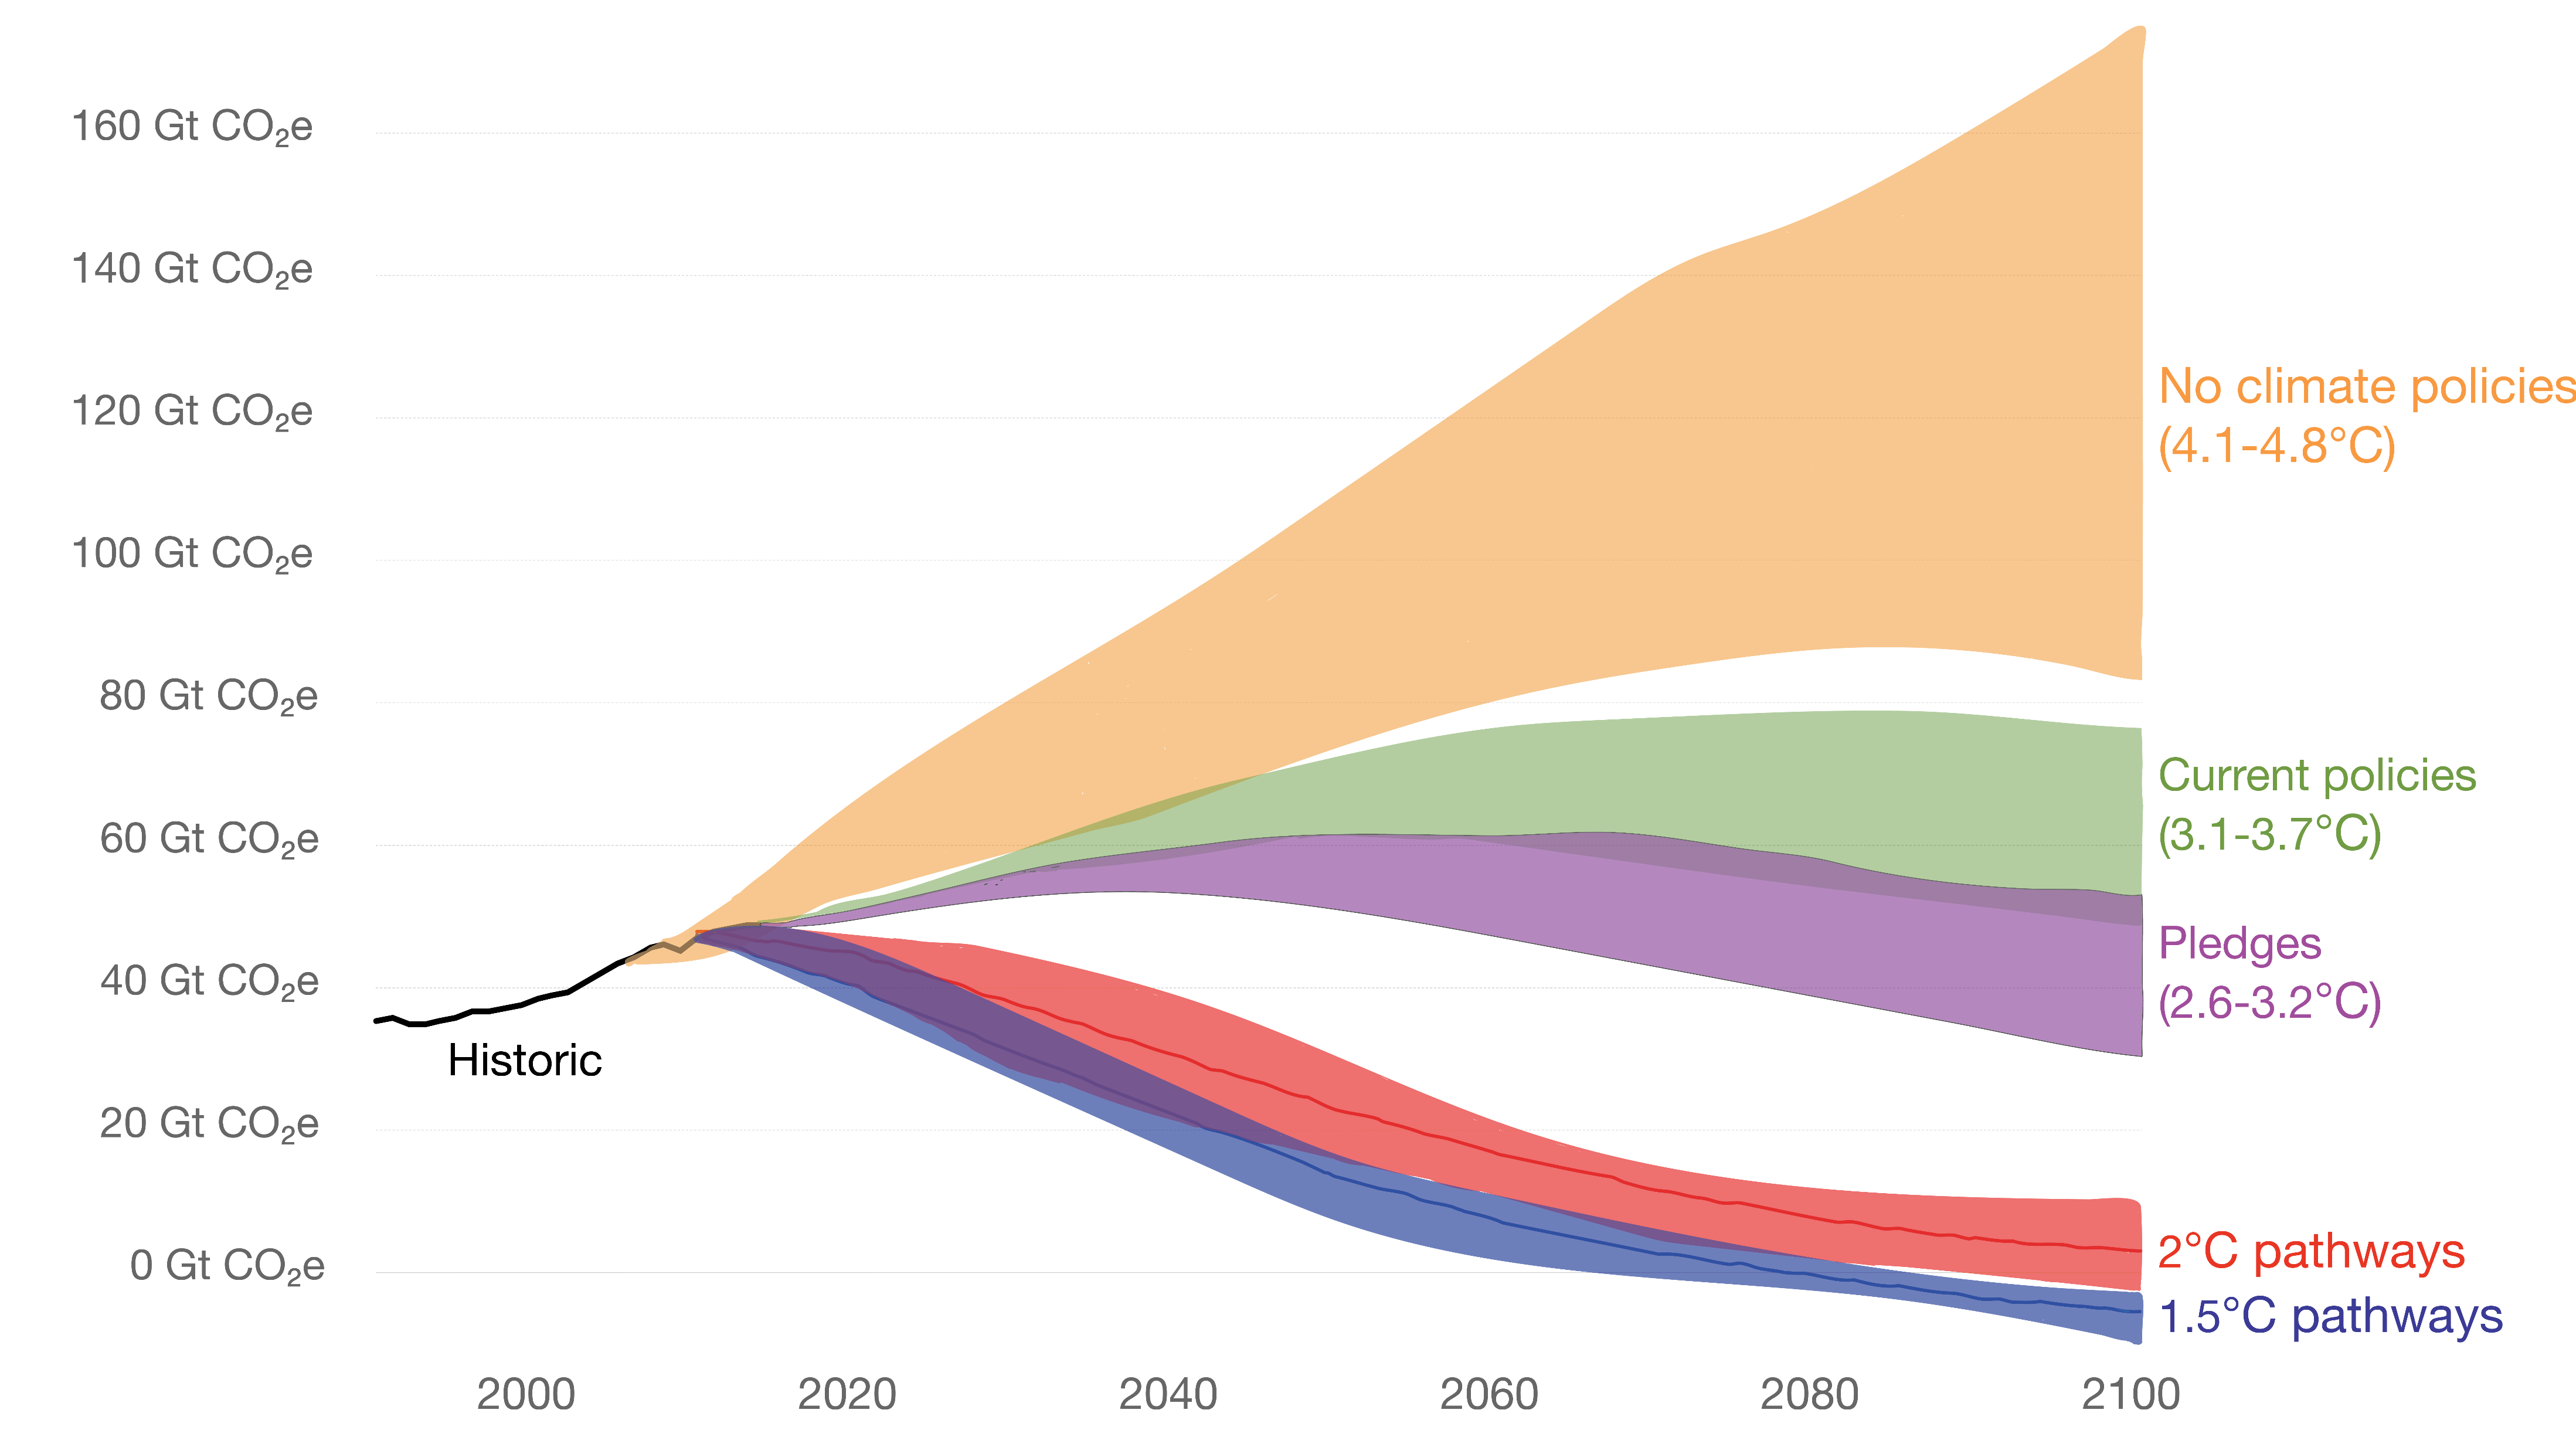 160 Gt CO₂e
140 Gt CO₂e
120 Gt CO₂e
100 Gt CO₂e
80 Gt CO₂e
60 Gt CO₂e
40 Gt CO₂e
20 Gt CO₂e
0 Gt CO₂e
Historic
No climate policies
(4.1-4.8°C)
Current policies
(3.1-3.7°C)
Pledges
(2.6-3.2°C)
2°C pathways
1.5°C pathways
2000 2020 2040 2060 2080 2100